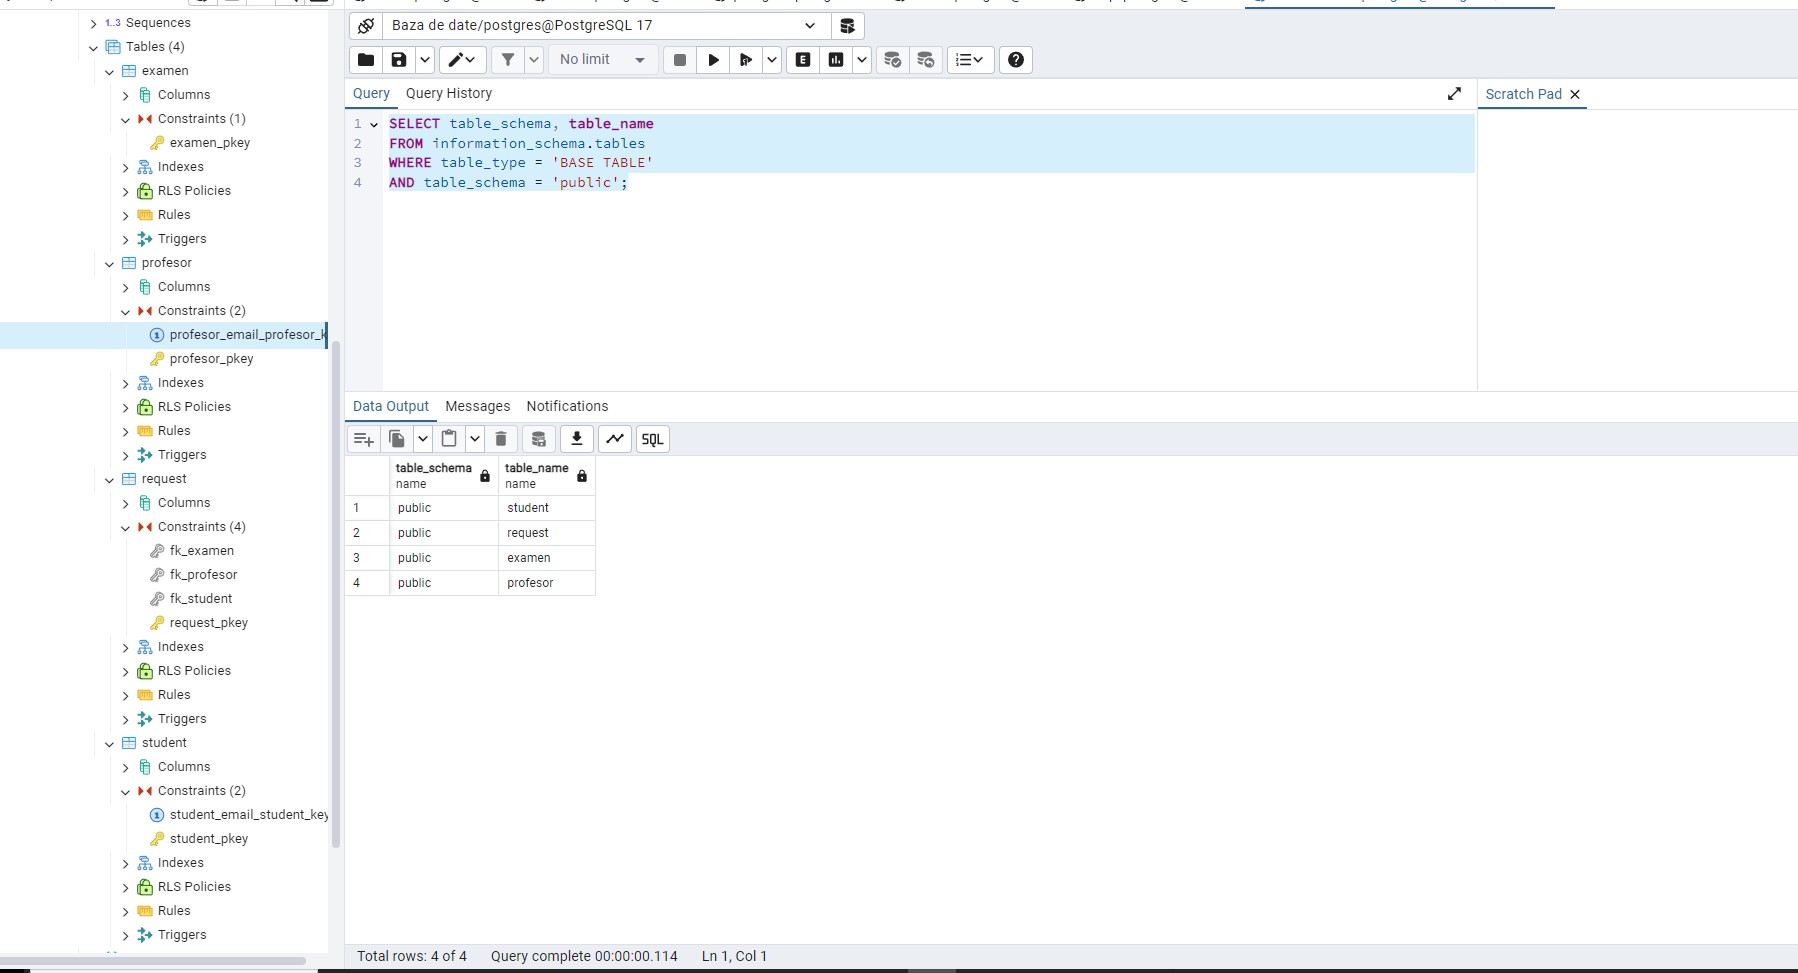 1..3 Sequences
Tables (4)
examen
Columns
Constraints (1)
examen_pkey
Indexes
RLS Policies
Rules
Triggers
profesor
Columns
Constraints (2)
profesor_email_profesor_k
profesor_pkey
Indexes
RLS Policies
Rules
Triggers
request
Columns
Constraints (4)
fk_examen
fk_profesor
fk_student
request_pkey
Indexes
RLS Policies
Rules
Triggers
student
Columns
Constraints (2)
student_email_student_key
student_pkey
Indexes
RLS Policies
Rules
Triggers
Baza de date/postgres@PostgreSQL 17
No limit
E
Query Query History
Scratch Pad
1 SELECT table_schema, table_name
2 FROM information_schema.tables
3 WHERE table_type = 'BASE TABLE'
4 AND table_schema = 'public';
Data Output Messages Notifications
SQL
table_schema table_name
name name
1 public student
2 public request
3 public examen
4 public profesor
Total rows: 4 of 4 Query complete 00:00:00.114 Ln 1, Col 1